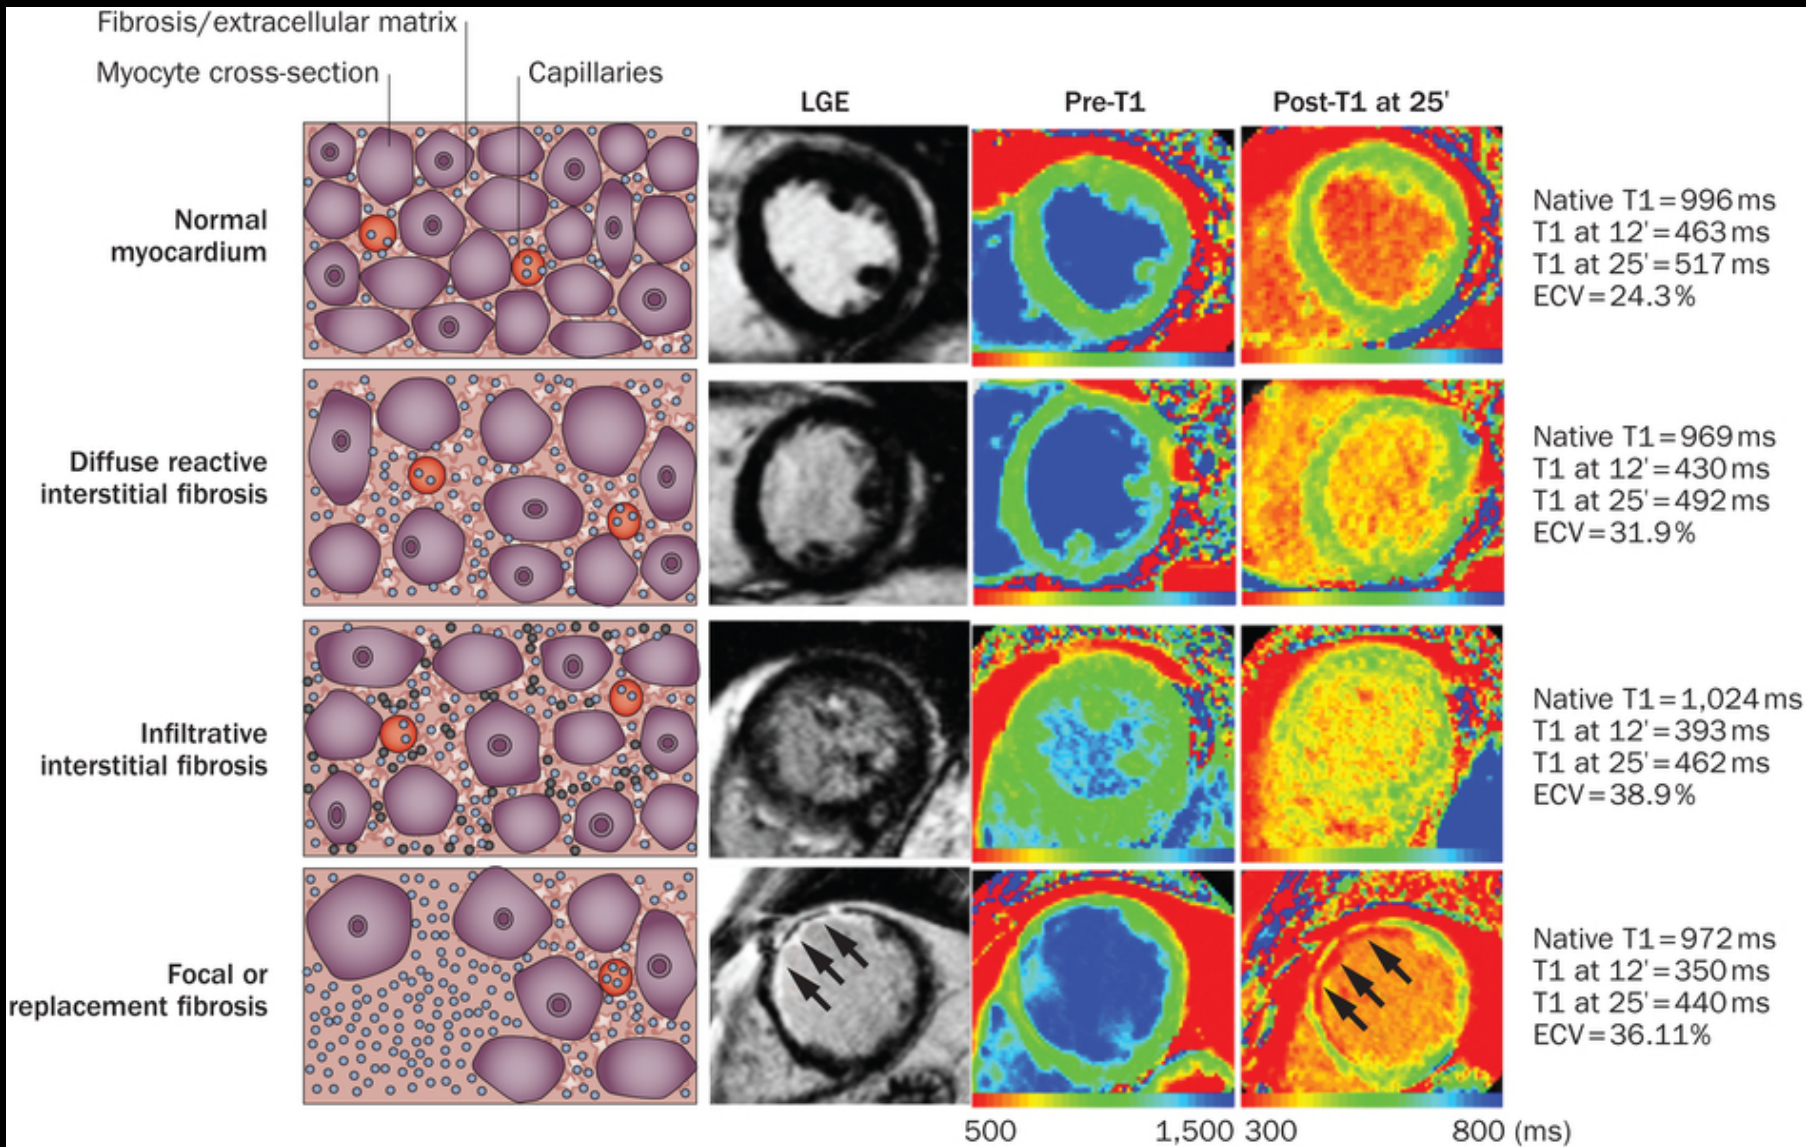 Fibrosis/extracellular matrix
Myocyte cross-section
Capillaries
LGE
Pre-T1
Post-T1 at 25'
Normal
myocardium
Native T1 = 996 ms
T1 at 12' = 463 ms
T1 at 25' = 517 ms
ECV = 24.3%
Diffuse reactive
interstitial fibrosis
Native T1 = 969 ms
T1 at 12' = 430 ms
T1 at 25' = 492 ms
ECV = 31.9%
Infiltrative
interstitial fibrosis
Native T1 = 1,024 ms
T1 at 12' = 393 ms
T1 at 25' = 462 ms
ECV = 38.9%
Focal or
replacement fibrosis
Native T1 = 972 ms
T1 at 12' = 350 ms
T1 at 25' = 440 ms
ECV = 36.11%
500 1,500 300 800 (ms)